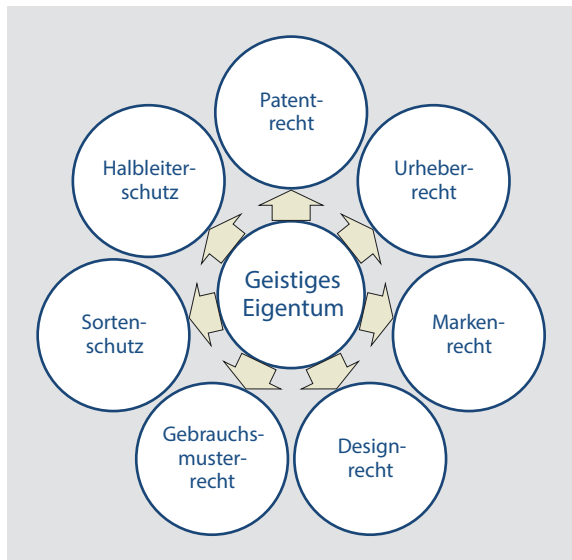 Patent-
recht
Urheber-
recht
Marken-
recht
Design-
recht
Gebrauchs-
muster-
recht
Sorten-
schutz
Halbleiter-
schutz
Geistiges
Eigentum